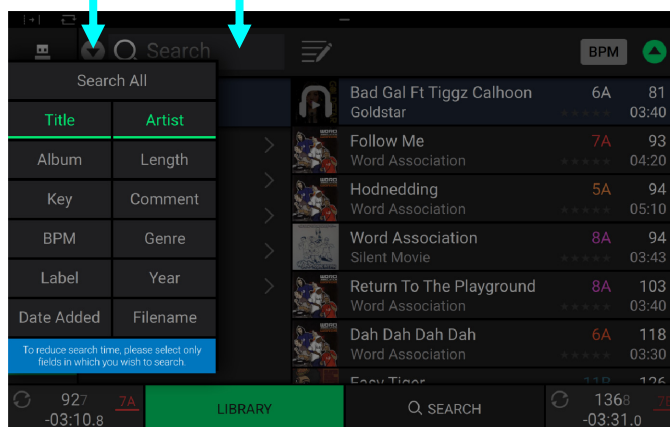 Search
BPM
Search All
Title Artist
Album Length
Key Comment
BPM Genre
Label Year
Date Added Filename
To reduce search time, please select only
fields in which you wish to search.
Bad Gal Ft Tiggz Calhoon 6A 81
Goldstar 03:40
Follow Me 7A 93
Word Association 04:20
Hodnedding 5A 94
Word Association 05:10
Word Association 8A 94
Silent Movie 03:43
Return To The Playground 8A 103
Word Association 03:40
Dah Dah Dah Dah 6A 118
Word Association 03:30
Easy Tiger 11B 126
927 7A
-03:10.8
LIBRARY
SEARCH
1368
-03:31.0